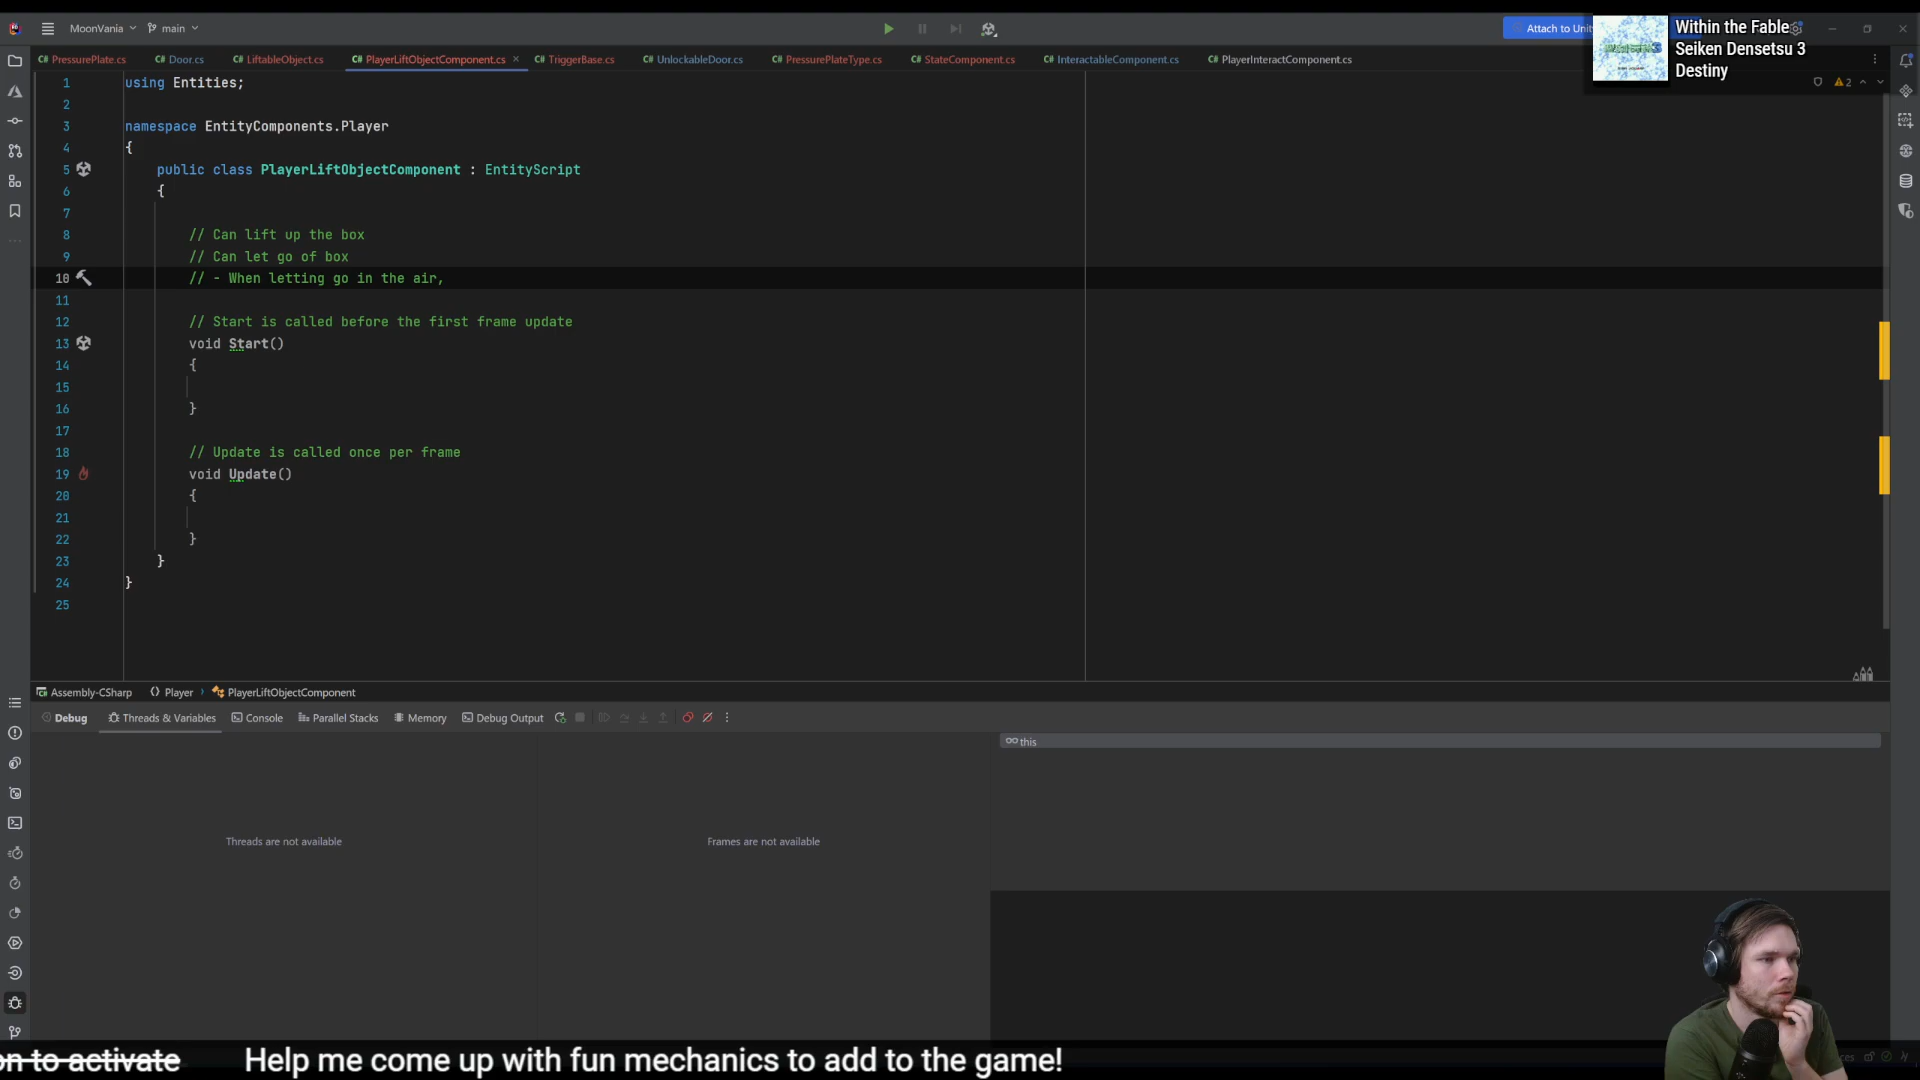 MoonVania
main
Attach to Unit
Within the Fable
Seiken Densetsu 3
Destiny
C# PressurePlate.cs
C# Door.cs
C# LiftableObject.cs
C# PlayerLiftObjectComponent.cs
C# TriggerBase.cs
C# UnlockableDoor.cs
C# PressurePlateType.cs
C# StateComponent.cs
C# InteractableComponent.cs
C# PlayerInteractComponent.cs
2
1 using Entities;
2
3 namespace EntityComponents.Player
4 {
5 public class PlayerLiftObjectComponent : EntityScript
6 {
7
8 // Can lift up the box
9 // Can let go of box
10 // - When letting go in the air,
11
12 // Start is called before the first frame update
13 void Start()
14 {
15
16 }
17
18 // Update is called once per frame
19 void Update()
20 {
21
22 }
23 }
24 }
25
Assembly-CSharp
Player
PlayerLiftObjectComponent
Debug
Threads & Variables
Console
Parallel Stacks
Memory
Debug Output
this
Threads are not available
Frames are not available
on to activate
Help me come up with fun mechanics to add to the game!